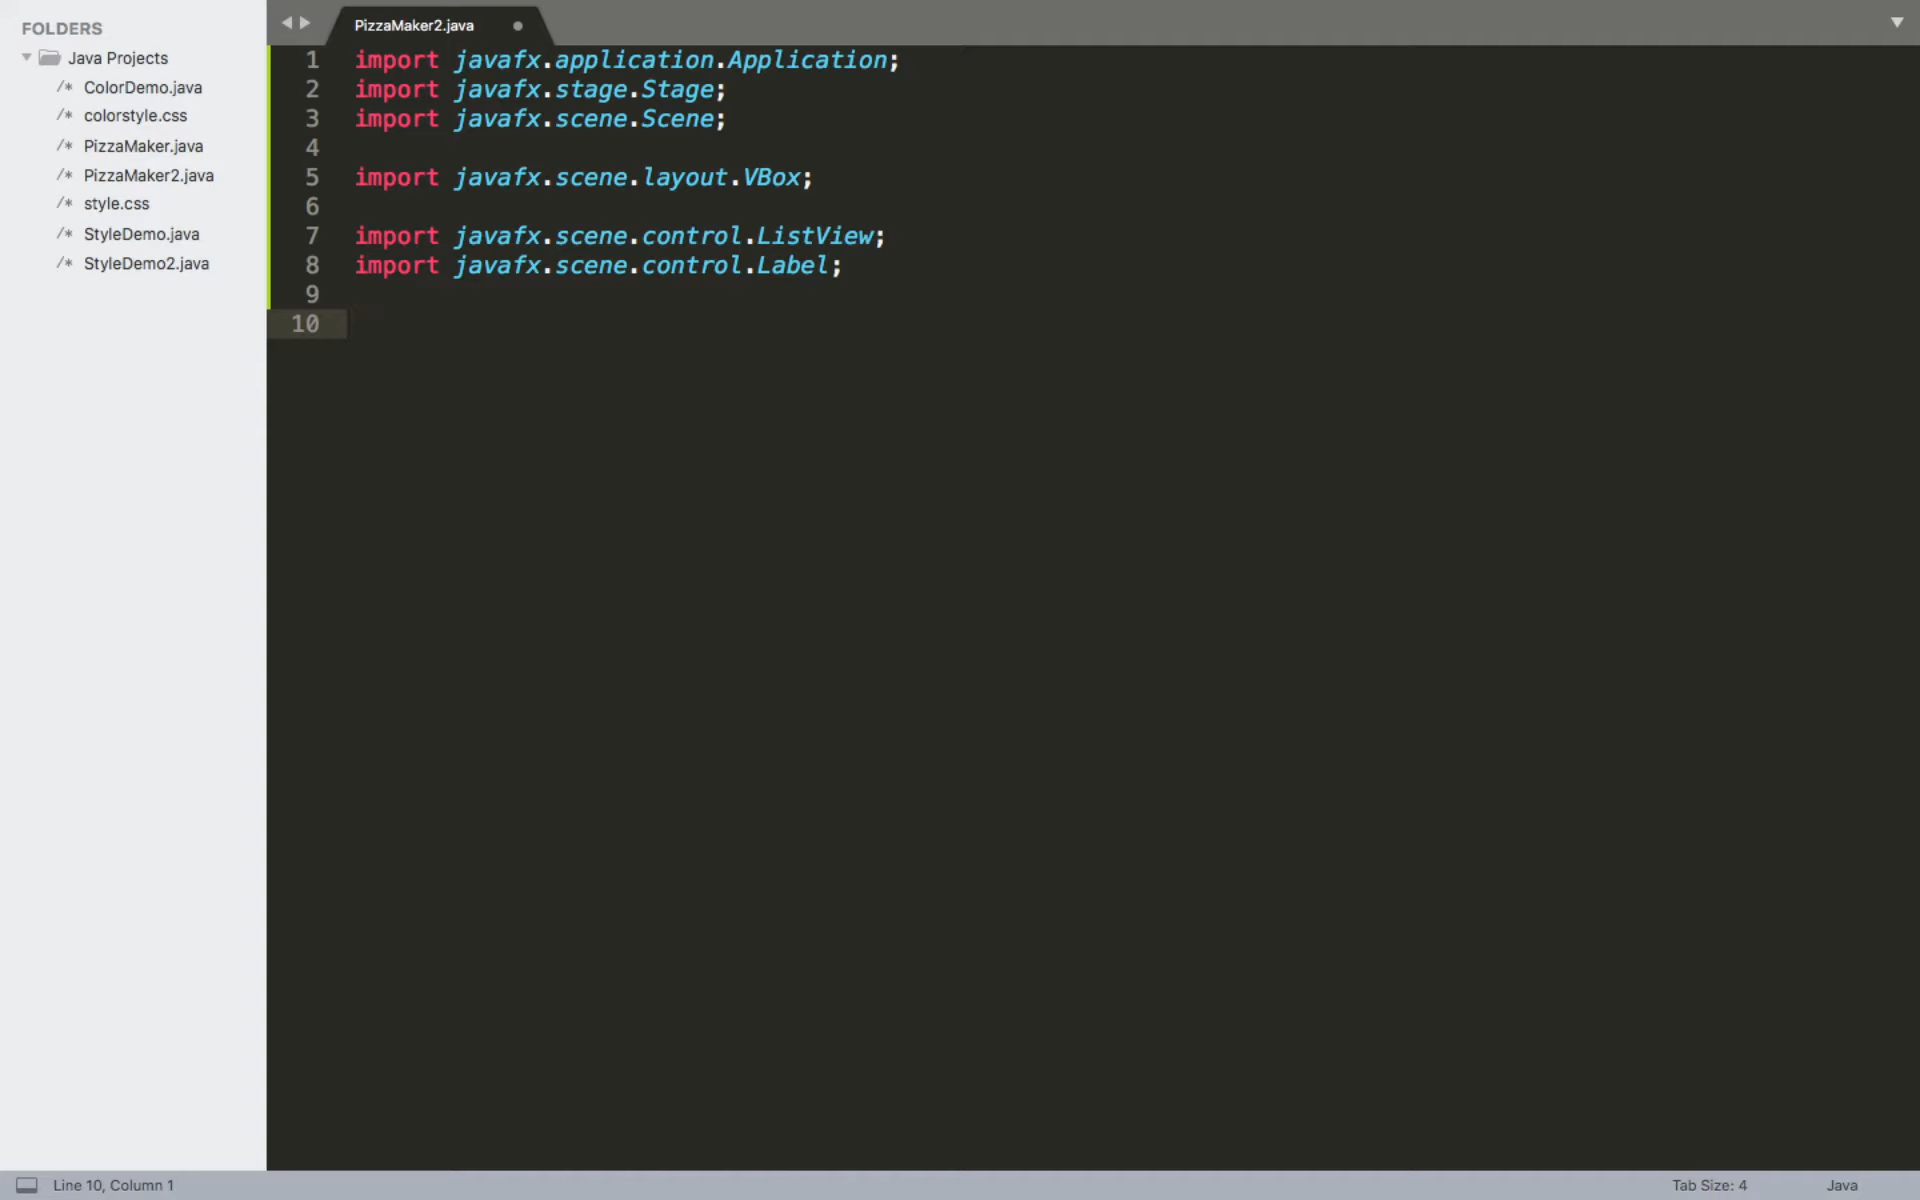 FOLDERS
Java Projects
/* ColorDemo.java
/* colorstyle.css
/* PizzaMaker.java
/* PizzaMaker2.java
/* style.css
/* StyleDemo.java
/* StyleDemo2.java
PizzaMaker2.java
1 import javafx.application.Application;
2 import javafx.stage.Stage;
3 import javafx.scene.Scene;
4
5 import javafx.scene.layout.VBox;
6
7 import javafx.scene.control.ListView;
8 import javafx.scene.control.Label;
9
10
Line 10, Column 1
Tab Size: 4
Java